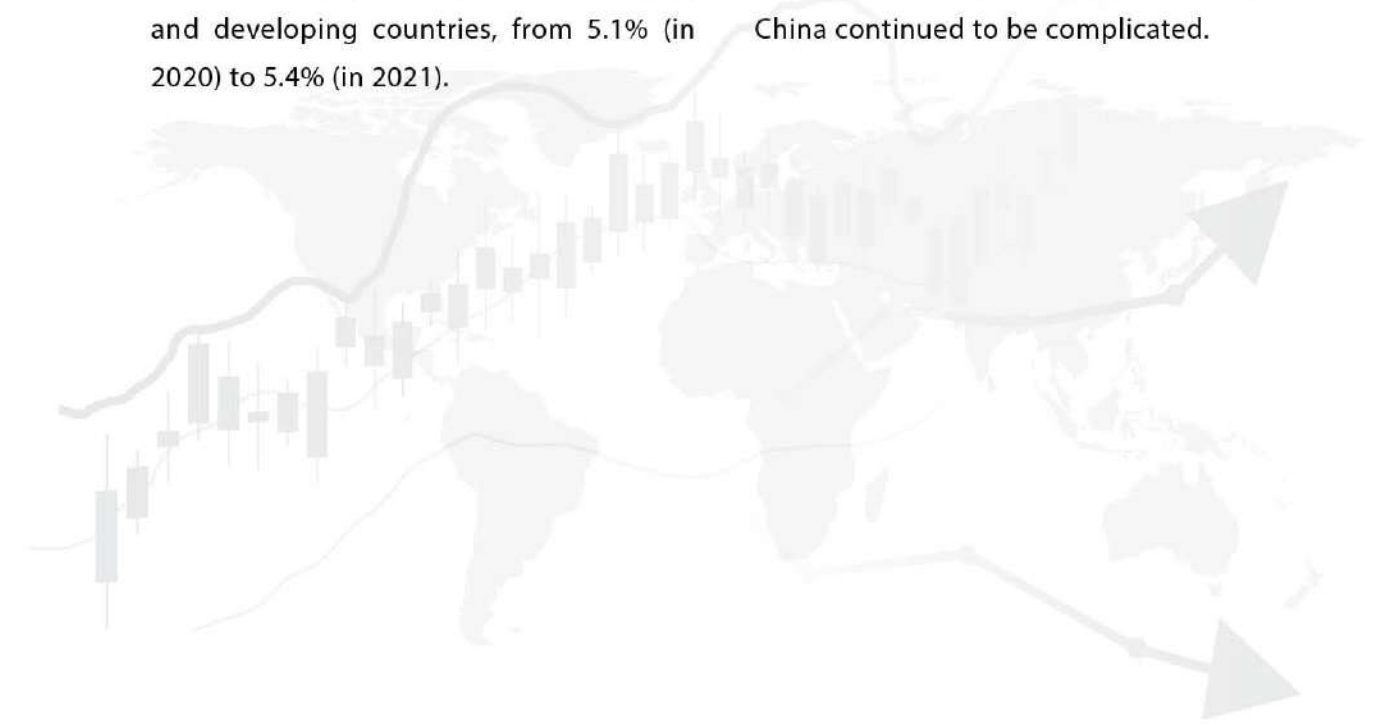 and developing countries, from 5.1% (in
2020) to 5.4% (in 2021).
China continued to be complicated.